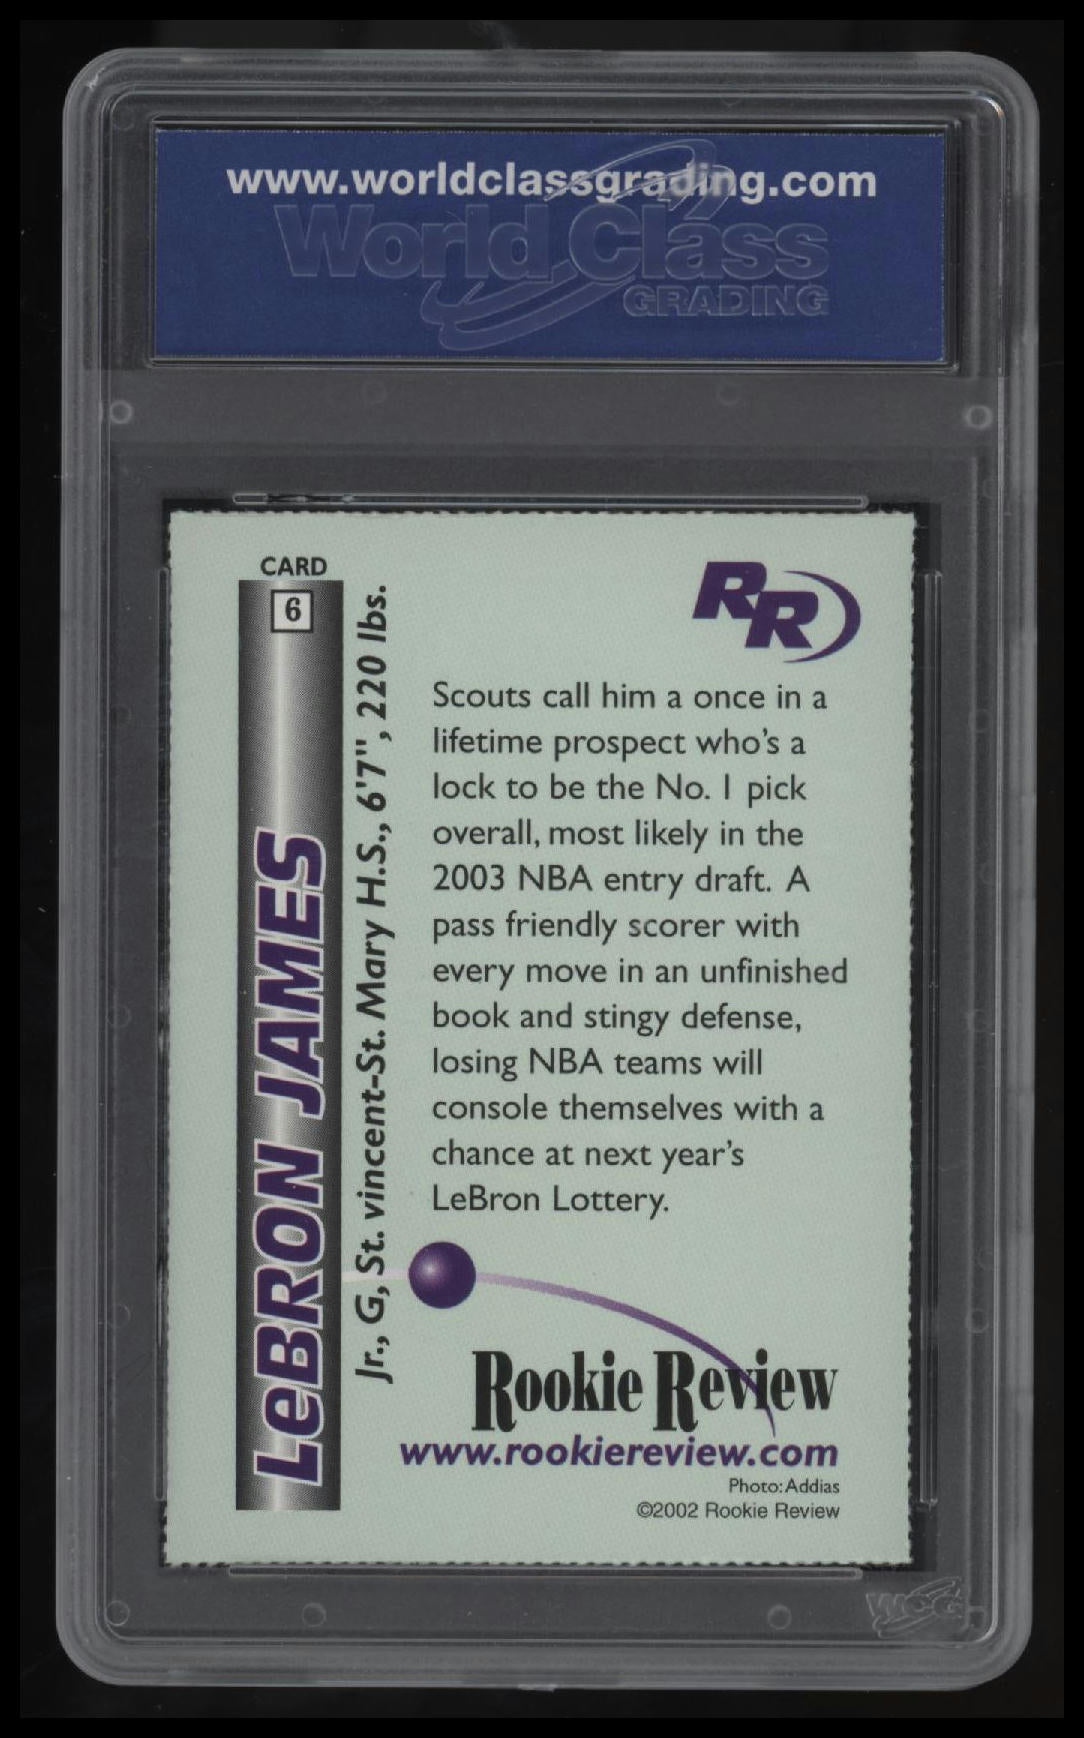 www.worldclassgrading.com
World Class
GRADING
CARD
6
LeBRON JAMES
Jr., G, St. vincent-St. Mary H.S., 6'7", 220 lbs.
RR
Scouts call him a once in a
lifetime prospect who's a
lock to be the No. 1 pick
overall, most likely in the
2003 NBA entry draft. A
pass friendly scorer with
every move in an unfinished
book and stingy defense,
losing NBA teams will
console themselves with a
chance at next year's
LeBron Lottery.
Rookie Review
www.rookiereview.com
Photo: Addias
©2002 Rookie Review
WCG